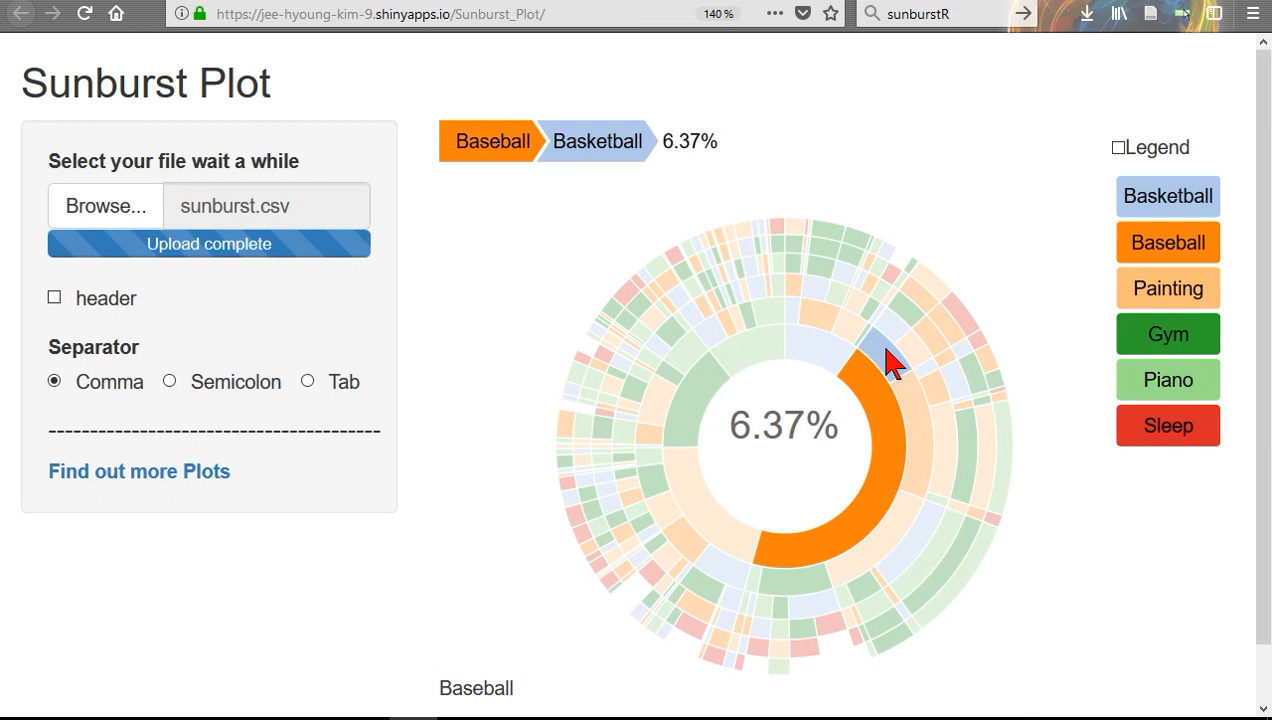 https://jee-hyoung-kim-9.shinyapps.io/Sunburst_Plot/
140 %
sunburstR
Sunburst Plot
Select your file wait a while
Browse...
sunburst.csv
Upload complete
header
Separator
Comma
Semicolon
Tab
-----------------------------------------
Find out more Plots
Baseball
Basketball
6.37%
6.37%
Baseball
Legend
Basketball
Baseball
Painting
Gym
Piano
Sleep